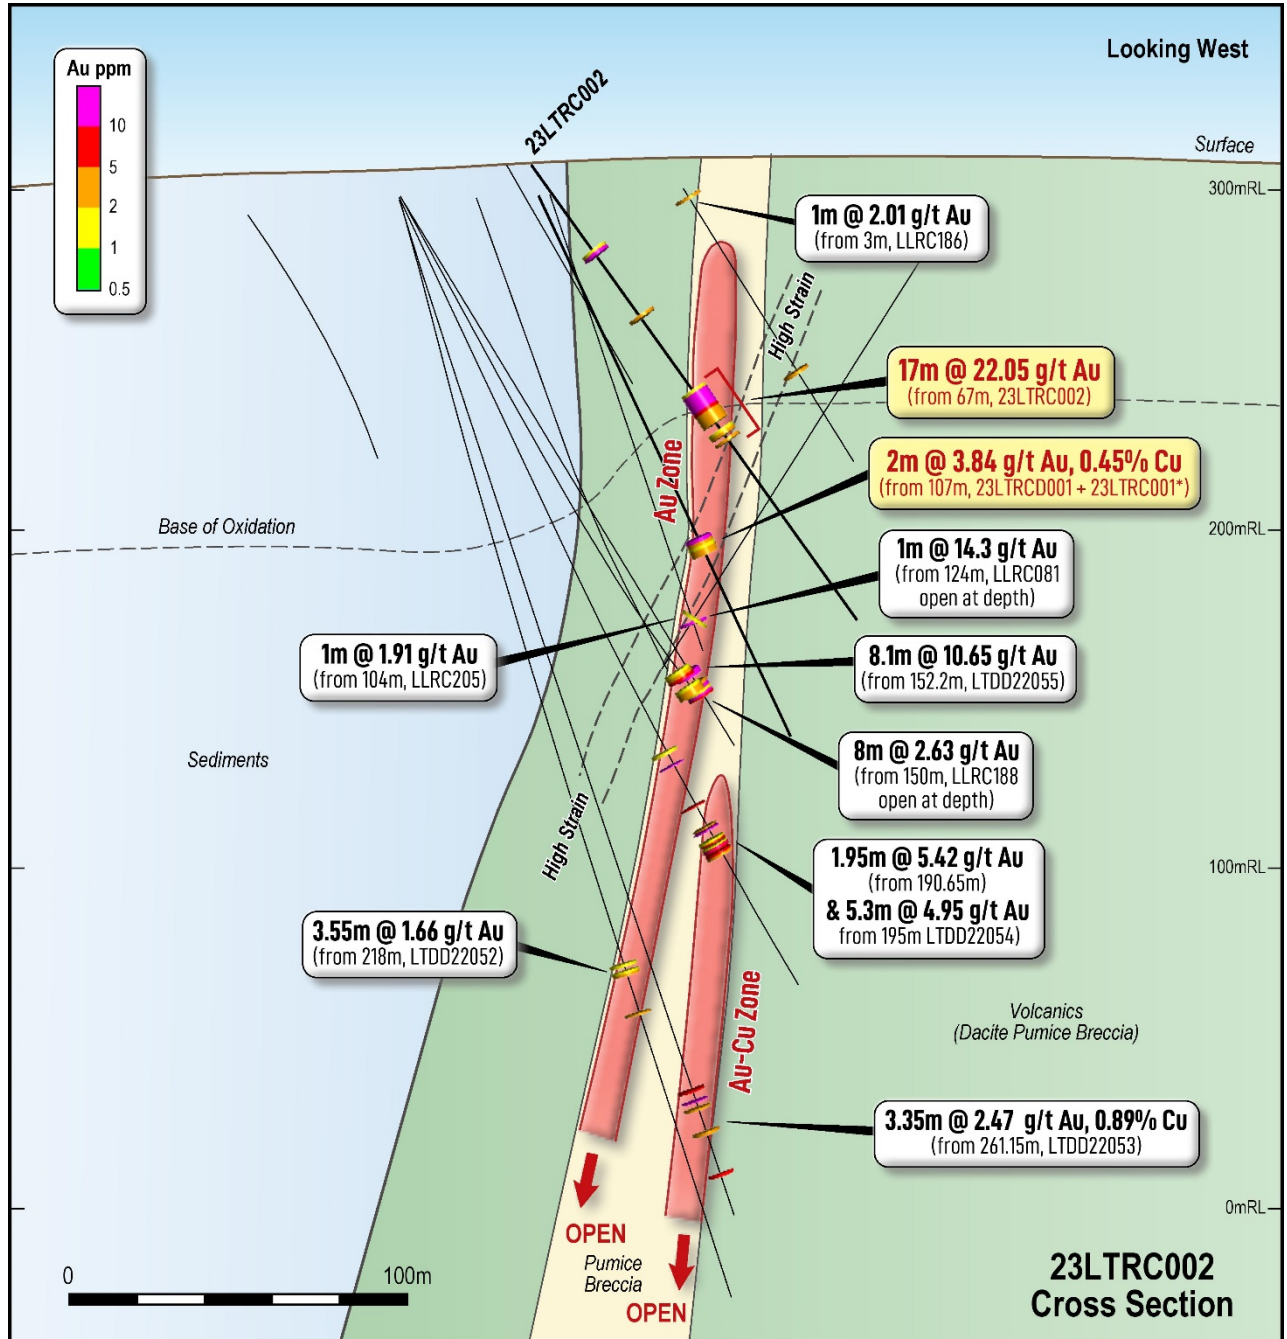 Looking West
Au ppm
10
5
2
1
0.5
23LTRC002
Surface
300mRL
1m @ 2.01 g/t Au
(from 3m, LLRC186)
High Strain
17m @ 22.05 g/t Au
(from 67m, 23LTRC002)
Au Zone
2m @ 3.84 g/t Au, 0.45% Cu
(from 107m, 23LTRCD001 + 23LTRC001*)
Base of Oxidation
200mRL
1m @ 14.3 g/t Au
(from 124m, LLRC081
open at depth)
1m @ 1.91 g/t Au
(from 104m, LLRC205)
8.1m @ 10.65 g/t Au
(from 152.2m, LTDD22055)
Sediments
8m @ 2.63 g/t Au
(from 150m, LLRC188
open at depth)
High Strain
100mRL
1.95m @ 5.42 g/t Au
(from 190.65m)
& 5.3m @ 4.95 g/t Au
from 195m LTDD22054)
3.55m @ 1.66 g/t Au
(from 218m, LTDD22052)
Au-Cu Zone
Volcanics
(Dacite Pumice Breccia)
3.35m @ 2.47 g/t Au, 0.89% Cu
(from 261.15m, LTDD22053)
0mRL
OPEN
Pumice
Breccia
OPEN
0
100m
23LTRC002
Cross Section